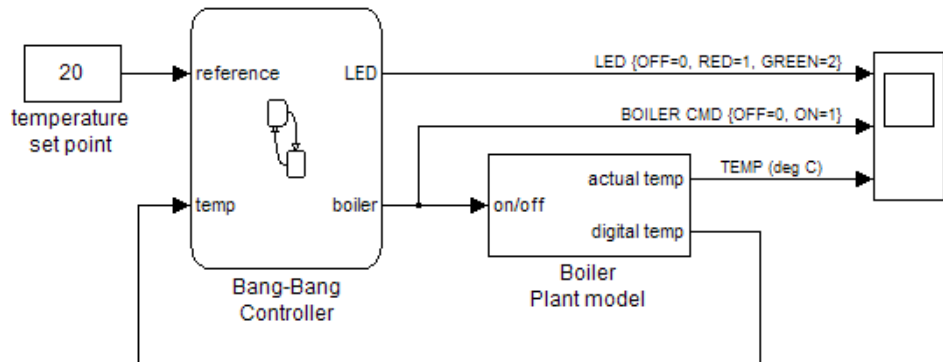 20
temperature
set point
reference
temp
LED
boiler
Bang-Bang
Controller
LED {OFF=0, RED=1, GREEN=2}
BOILER CMD {OFF=0, ON=1}
TEMP (deg C)
on/off
actual temp
digital temp
Boiler
Plant model